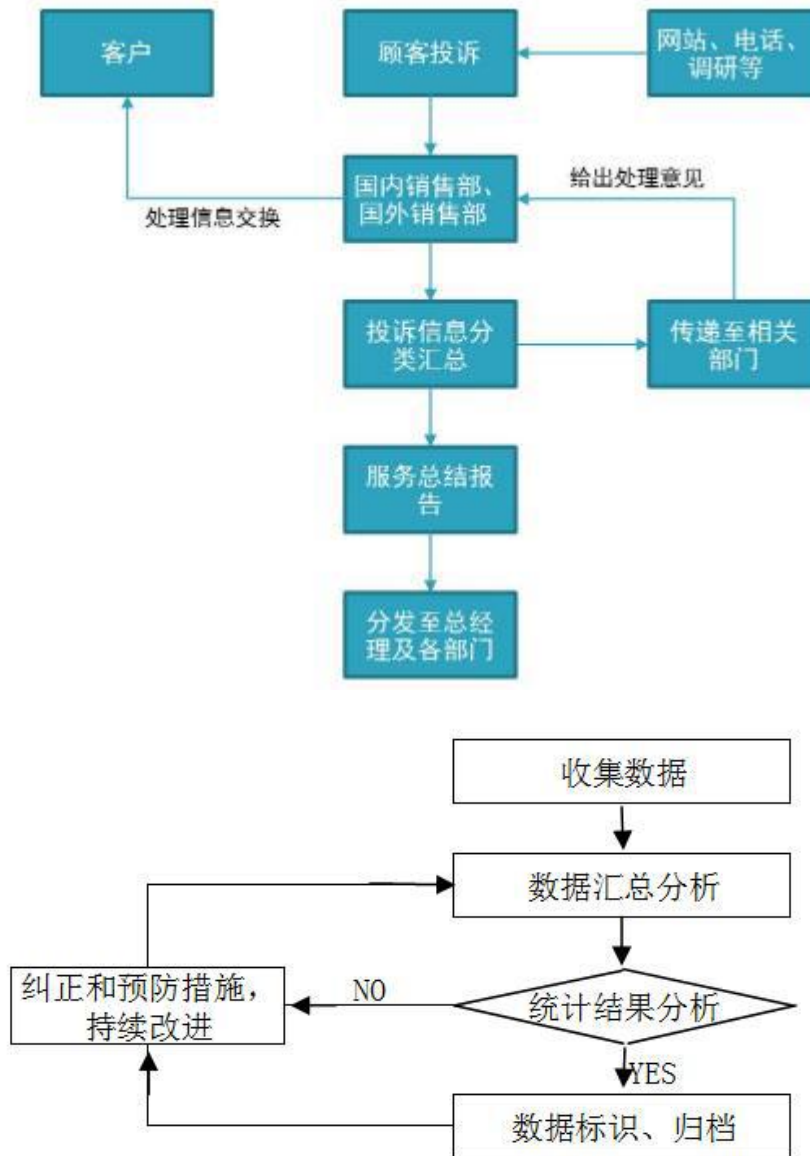 客户
顾客投诉
网站、电话、
调研等
国内销售部、
国外销售部
给出处理意见
处理信息交换
投诉信息分
类汇总
传递至相关
部门
服务总结报
告
分发至总经
理及各部门
收集数据
数据汇总分析
纠正和预防措施，
持续改进
NO
统计结果分析
YES
数据标识、归档